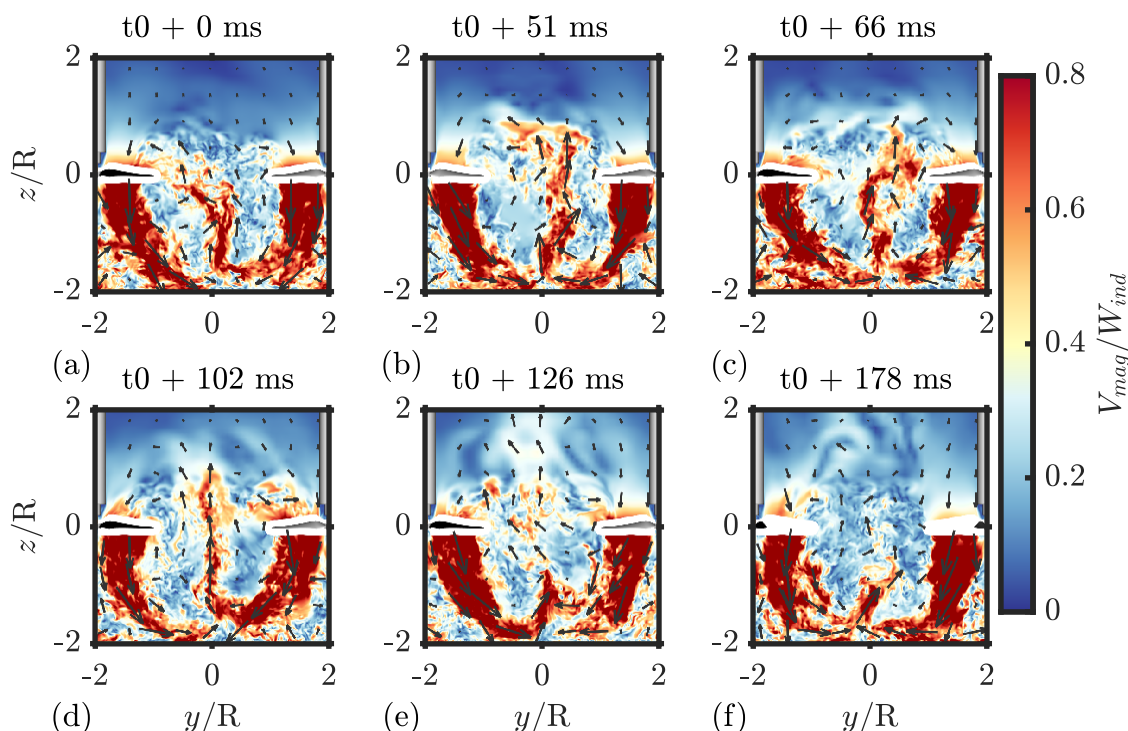 t0 + 0 ms
t0 + 51 ms
t0 + 66 ms
2
2
2
0.8
z/R
0
0
0
0.6
-2
-2
-2
-2
0
2
-2
0
2
-2
0
2
0.4
V_mag/W_ind
(a)
(b)
(c)
t0 + 102 ms
t0 + 126 ms
t0 + 178 ms
2
2
2
0.2
z/R
0
0
0
0
-2
-2
-2
-2
0
2
-2
0
2
-2
0
2
(d)
y/R
(e)
y/R
(f)
y/R